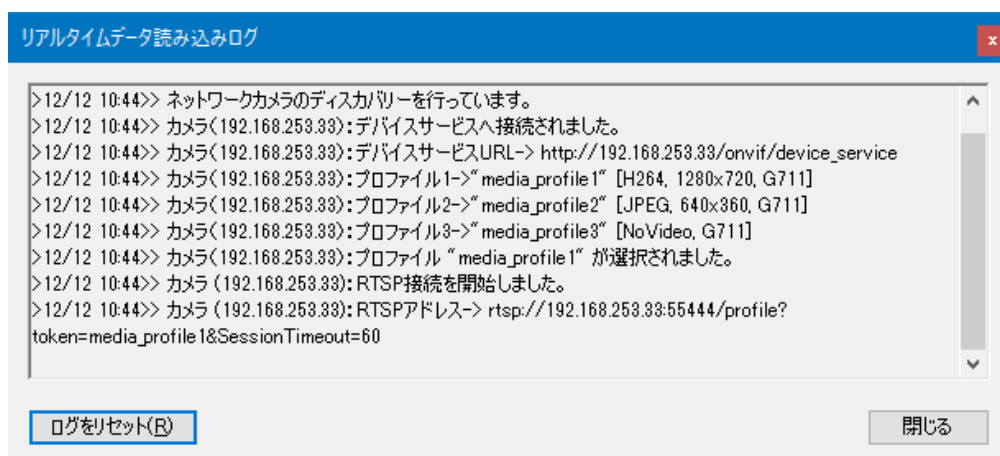 リアルタイムデータ読み込みログ
x
>12/12 10:44>> ネットワークカメラのディスカバリーを行っています。
>12/12 10:44>> カメラ(192.168.253.33):デバイスサービスへ接続されました。
>12/12 10:44>> カメラ(192.168.253.33):デバイスサービスURL-> http://192.168.253.33/onvif/device_service
>12/12 10:44>> カメラ(192.168.253.33):プロファイル1->"media_profile1" [H264, 1280x720, G711]
>12/12 10:44>> カメラ(192.168.253.33):プロファイル2->"media_profile2" [JPEG, 640x360, G711]
>12/12 10:44>> カメラ(192.168.253.33):プロファイル3->"media_profile3" [NoVideo, G711]
>12/12 10:44>> カメラ(192.168.253.33):プロファイル "media_profile1" が選択されました。
>12/12 10:44>> カメラ (192.168.253.33): RTSP接続を開始しました。
>12/12 10:44>> カメラ (192.168.253.33): RTSPアドレス-> rtsp://192.168.253.33:55444/profile?
token=media_profile1&SessionTimeout=60
ログをリセット(R)
閉じる